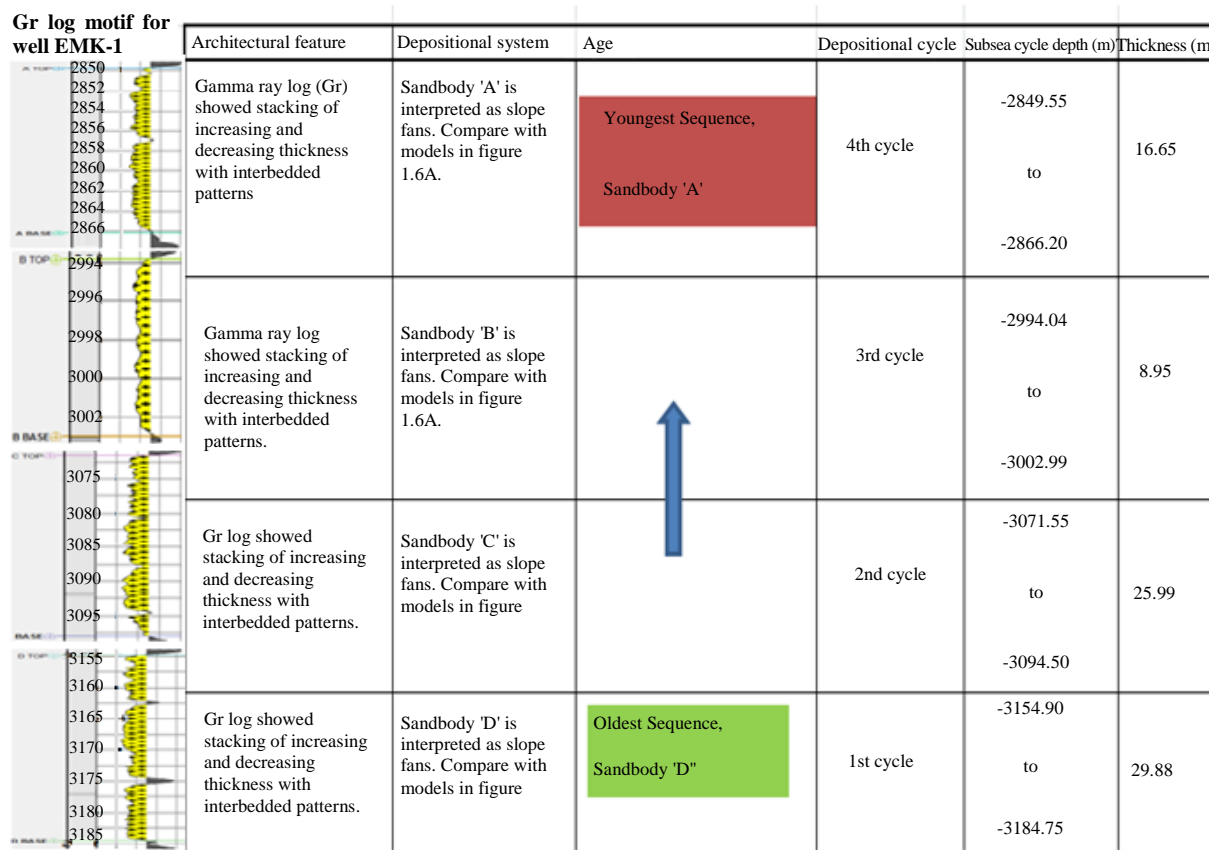 Gr log motif for
well EMK-1
Architectural feature
Depositional system
Age
Depositional cycle
Subsea cycle depth (m)
Thickness (m
A TOP
2850
2852
2854
2856
2858
2860
2862
2864
2866
A BASE
Gamma ray log (Gr)
showed stacking of
increasing and
decreasing thickness
with interbedded
patterns
Sandbody 'A' is
interpreted as slope
fans. Compare with
models in figure
1.6A.
Youngest Sequence,
Sandbody 'A'
4th cycle
-2849.55
to
-2866.20
16.65
B TOP
2994
2996
2998
3000
3002
B BASE
Gamma ray log
showed stacking of
increasing and
decreasing thickness
with interbedded
patterns.
Sandbody 'B' is
interpreted as slope
fans. Compare with
models in figure
1.6A.
3rd cycle
-2994.04
to
-3002.99
8.95
C TOP
3075
3080
3085
3090
3095
BASE
Gr log showed
stacking of increasing
and decreasing
thickness with
interbedded patterns.
Sandbody 'C' is
interpreted as slope
fans. Compare with
models in figure
2nd cycle
-3071.55
to
-3094.50
25.99
D TOP
3155
3160
3165
3170
3175
3180
3185
BASE
Gr log showed
stacking of increasing
and decreasing
thickness with
interbedded patterns.
Sandbody 'D' is
interpreted as slope
fans. Compare with
models in figure
Oldest Sequence,
Sandbody 'D"
1st cycle
-3154.90
to
-3184.75
29.88